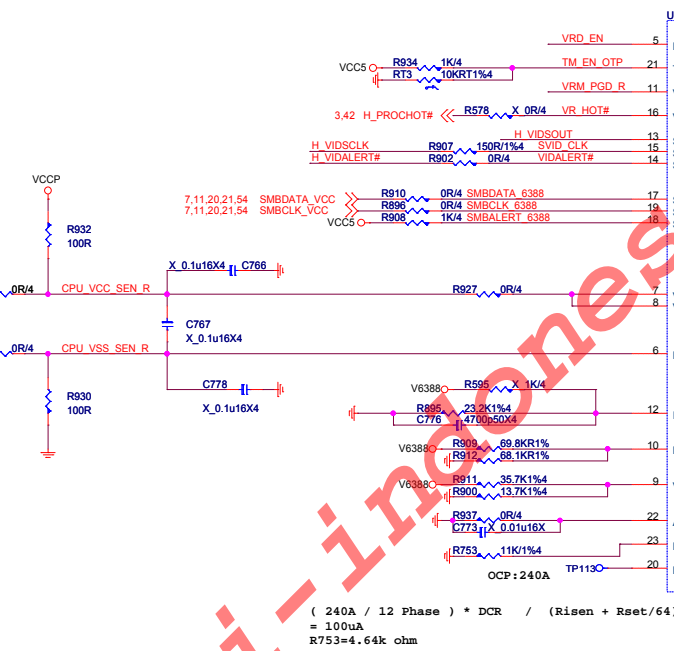 U
VRD_EN 5
VCC5 R934 1K/4 TM_EN_OTP 21
RT3 10KRT1%4
VRM_PGD_R 11
3,42 H_PROCHOT# R578 X_0R/4 VR_HOT# 16
H_VIDSOUT 13
H_VIDSCLK R907 150R/1%4 SVID_CLK 15
H_VIDALERT# R902 0R/4 VIDALERT# 14
VCCP
7,11,20,21,54 SMBDATA_VCC R910 0R/4 SMBDATA_6388 17
7,11,20,21,54 SMBCLK_VCC R896 0R/4 SMBCLK_6388 19
VCC5 R908 1K/4 SMBALERT_6388 18
R932
100R
X_0.1u16X4 C766
0R/4 CPU_VCC_SEN_R R927 0R/4 7
8
C767
X_0.1u16X4
0R/4 CPU_VSS_SEN_R 6
C778
X_0.1u16X4
R930
100R
V6388 R595 X_1K/4
R895 23.2K1%4 12
C776 4700p50X4
V6388 R909 69.8KR1% 10
R912 68.1KR1%
V6388 R911 35.7K1%4 9
R900 13.7K1%4
R937 0R/4 22
C773 X_0.01u16X
R753 11K/1%4 23
OCP:240A TP113 20
( 240A / 12 Phase ) * DCR / (Risen + Rset/64)
= 100uA
R753=4.64k ohm
i-indones